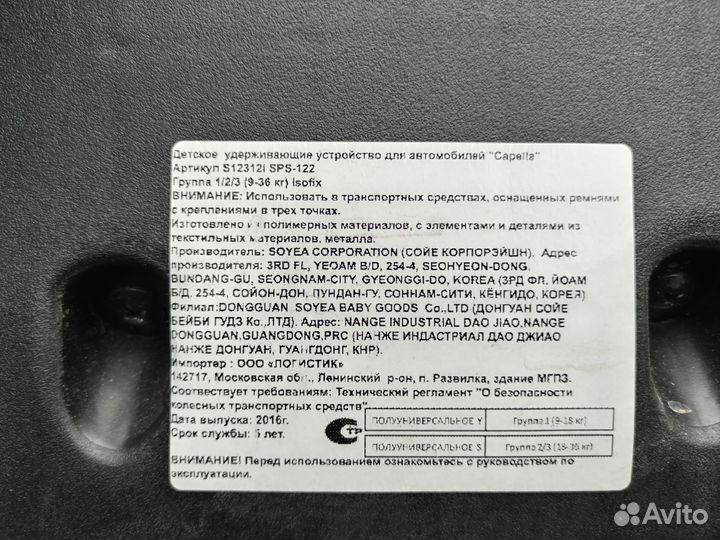 Детское удерживающие устройство для автомобилей "Capella"
Артикул S12312i SPS-122
Группа 1/2/3 (9-36 кг) isofix
ВНИМАНИЕ: Использовать в транспортных средствах, оснащенных ремнями
с креплениями в трех точках.
Изготовлено из полимерных материалов, с элементами и деталями из
текстильных материалов, металла.
Производитель: SOYEA CORPORATION (СОЙЕ КОРПОРЭЙШН). Адрес
производителя: 3RD FL, YEOAM B/D, 254-4, SEOHYEON-DONG,
BUNDANG-GU, SEONGNAM-CITY, GYEONGGI-DO, KOREA (3РД ФЛ, ЙОАМ
Б/Д, 254-4, СОЙОН-ДОН, ПУНДАН-ГУ, СОННАМ-СИТИ, КЁНГИДО, КОРЕЯ)
Филиал:DONGGUAN SOYEA BABY GOODS Co.,LTD (ДОНГУАН СОЙЕ
БЕЙБИ ГУДЗ Ко.,ЛТД). Адрес: NANGE INDUSTRIAL DAO JIAO,NANGE
DONGGUAN,GUANGDONG,PRC (НАНЖЕ ИНДАСТРИАЛ ДАО ДЖИАО
НАНЖЕ ДОНГУАН, ГУАНГДОНГ, КНР).
Импортер : ООО «ЛОГИСТИК»
142717, Московская обл., Ленинский р-он, п. Развилка, здание МГПЗ.
Соответствует требованиям: Технический регламент "О безопасности
колесных транспортных средств"
Дата выпуска: 2016г.
Срок службы: 5 лет.
ПОЛУУНИВЕРСАЛЬНОЕ Y Группа 1 (9-18 кг)
ПОЛУУНИВЕРСАЛЬНОЕ S Группа 2/3 (18-36 кг)
ВНИМАНИЕ! Перед использованием ознакомьтесь с руководством по
эксплуатации.
Avito